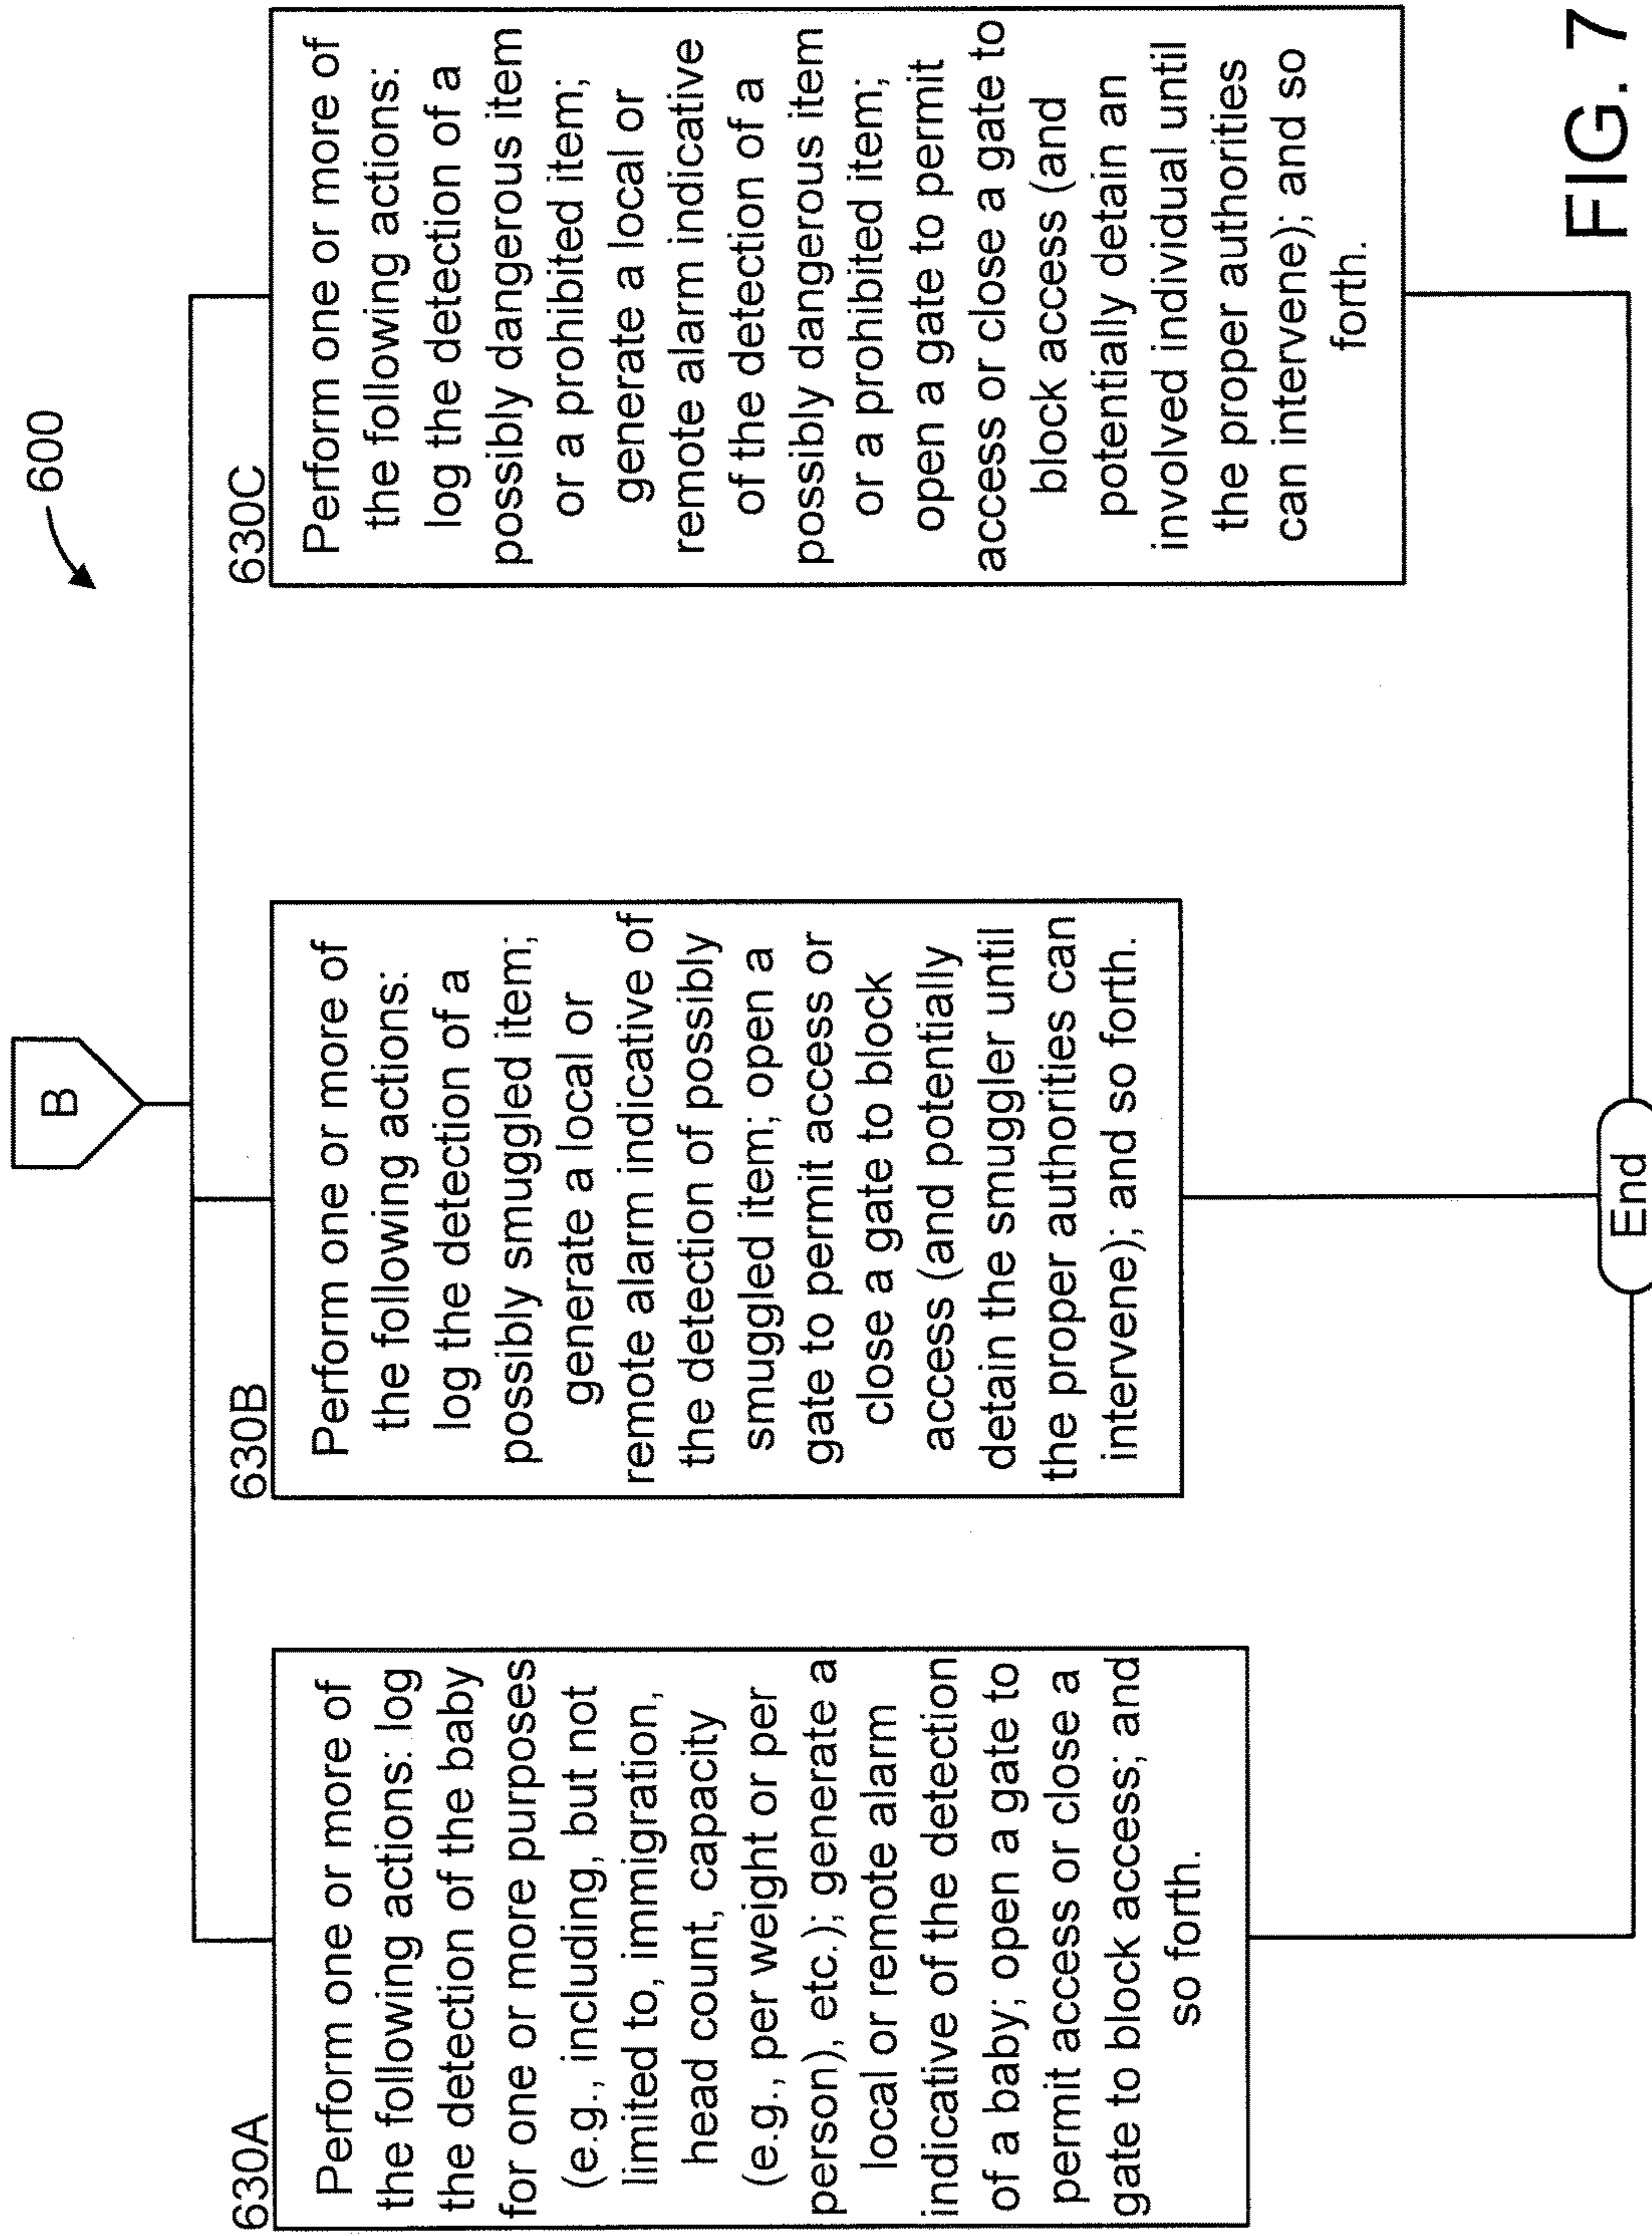 600
B
630A
Perform one or more of
the following actions: log
the detection of the baby
for one or more purposes
(e.g., including, but not
limited to, immigration,
head count, capacity
(e.g., per weight or per
person), etc.); generate a
local or remote alarm
indicative of the detection
of a baby; open a gate to
permit access or close a
gate to block access; and
so forth.
630B
Perform one or more of
the following actions:
log the detection of a
possibly smuggled item;
generate a local or
remote alarm indicative of
the detection of possibly
smuggled item; open a
gate to permit access or
close a gate to block
access (and potentially
detain the smuggler until
the proper authorities can
intervene); and so forth.
630C
Perform one or more of
the following actions:
log the detection of a
possibly dangerous item
or a prohibited item;
generate a local or
remote alarm indicative
of the detection of a
possibly dangerous item
or a prohibited item;
open a gate to permit
access or close a gate to
block access (and
potentially detain an
involved individual until
the proper authorities
can intervene); and so
forth.
End
FIG. 7